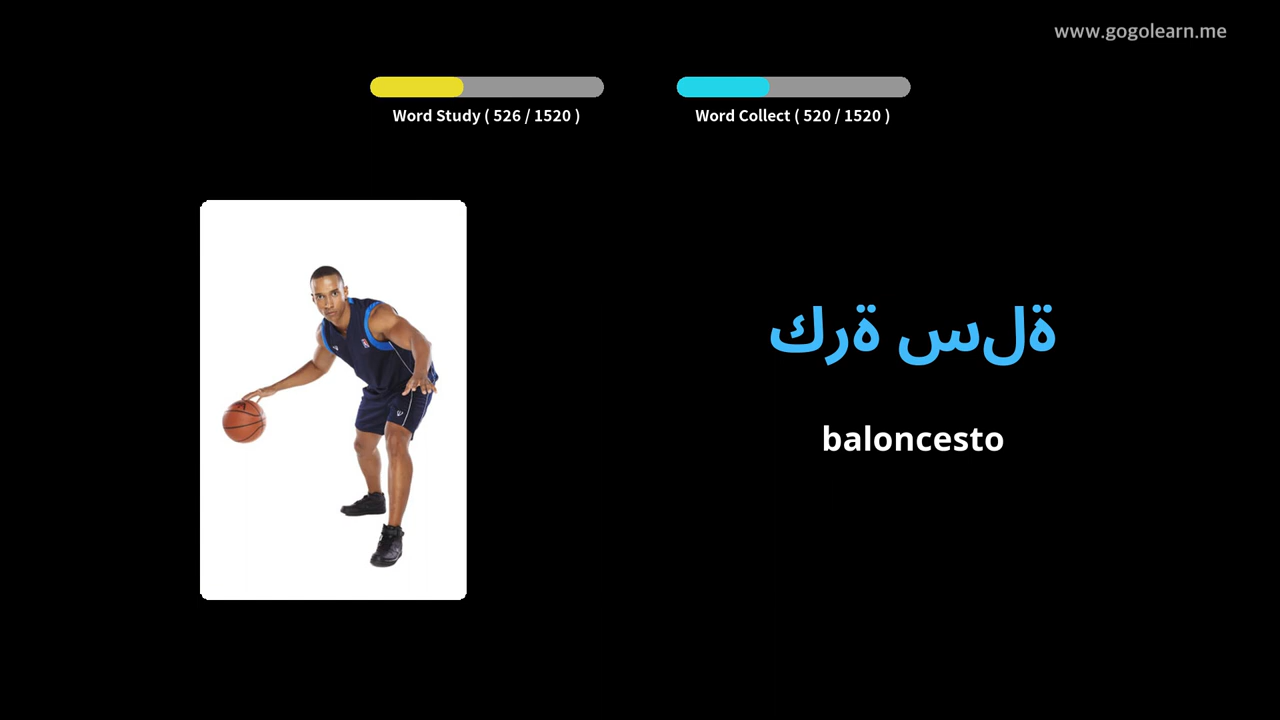 www.gogolearn.me
Word Study ( 526 / 1520 )
Word Collect ( 520 / 1520 )
كرة سلة
baloncesto